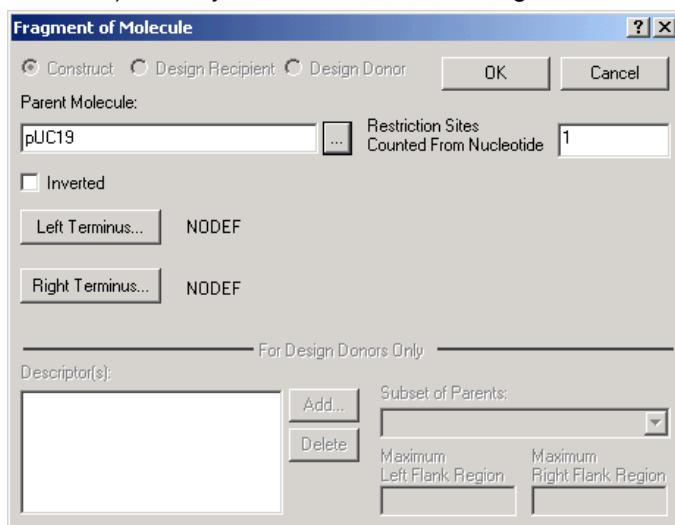 Fragment of Molecule
Construct Design Recipient Design Donor OK Cancel
Parent Molecule:
pUC19 ... Restriction Sites
Counted From Nucleotide 1
Inverted
Left Terminus... NODEF
Right Terminus... NODEF
For Design Donors Only
Descriptor(s):
Add... Subset of Parents:
Delete
Maximum Left Flank Region Maximum Right Flank Region